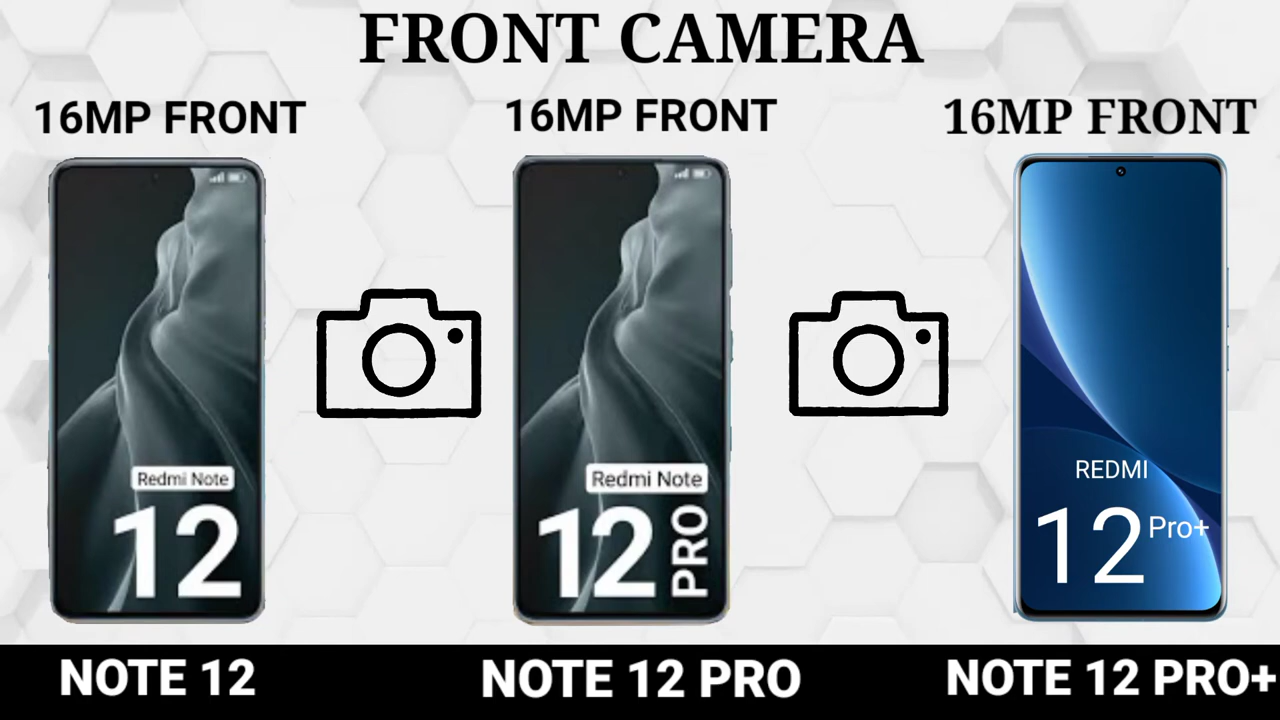 FRONT CAMERA
16MP FRONT
16MP FRONT
16MP FRONT
Redmi Note
12
Redmi Note
12 PRO
REDMI
12 Pro+
NOTE 12
NOTE 12 PRO
NOTE 12 PRO+